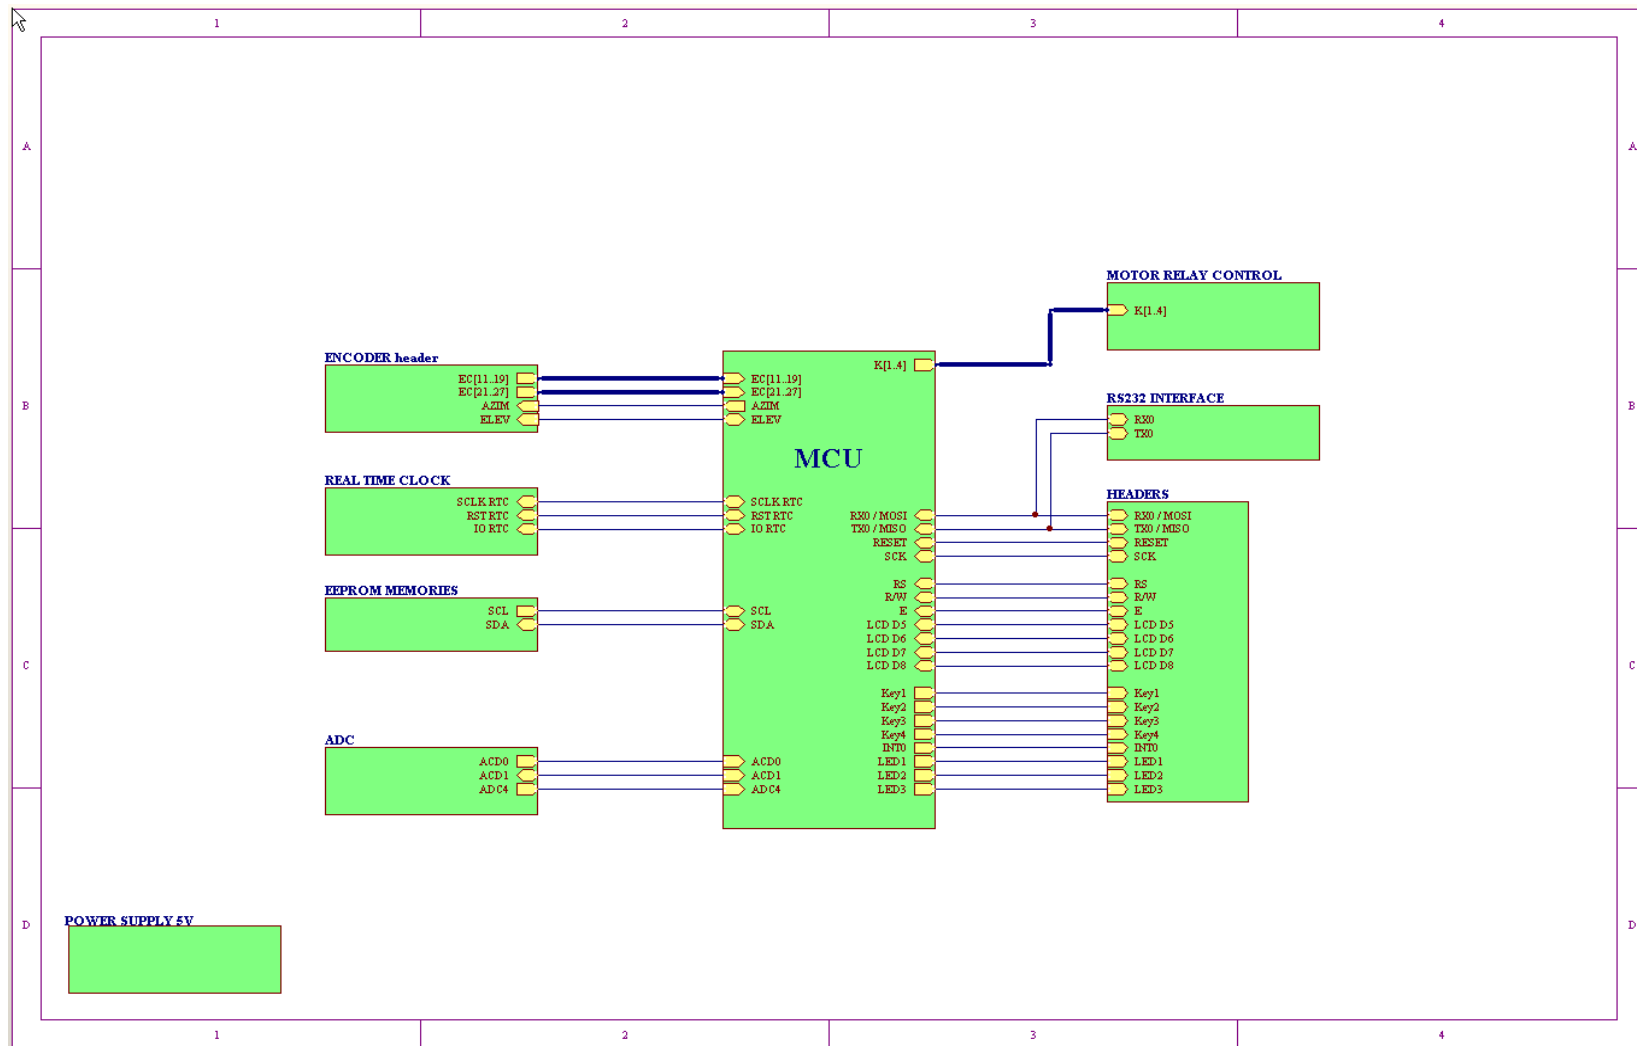 1 2 3 4
A A
MOTOR RELAY CONTROL
K[1..4]
ENCODER header
EC[11..19]
EC[21..27]
AZIM
ELEV
K[1..4]
EC[11..19]
EC[21..27]
AZIM
ELEV
MCU
B B
RS232 INTERFACE
RX0
TX0
REAL TIME CLOCK
SCLK RTC
RST RTC
IO RTC
SCLK RTC
RST RTC
IO RTC
RX0 / MOSI
TX0 / MISO
RESET
SCK
HEADERS
RX0 / MOSI
TX0 / MISO
RESET
SCK
EEPROM MEMORIES
SCL
SDA
SCL
SDA
RS
R/W
E
LCD D5
LCD D6
LCD D7
LCD D8
RS
R/W
E
LCD D5
LCD D6
LCD D7
LCD D8
C C
Key1
Key2
Key3
Key4
INT0
LED1
LED2
LED3
Key1
Key2
Key3
Key4
INT0
LED1
LED2
LED3
ADC
ACD0
ACD1
ADC4
ACD0
ACD1
ADC4
D D
POWER SUPPLY 5V
1 2 3 4